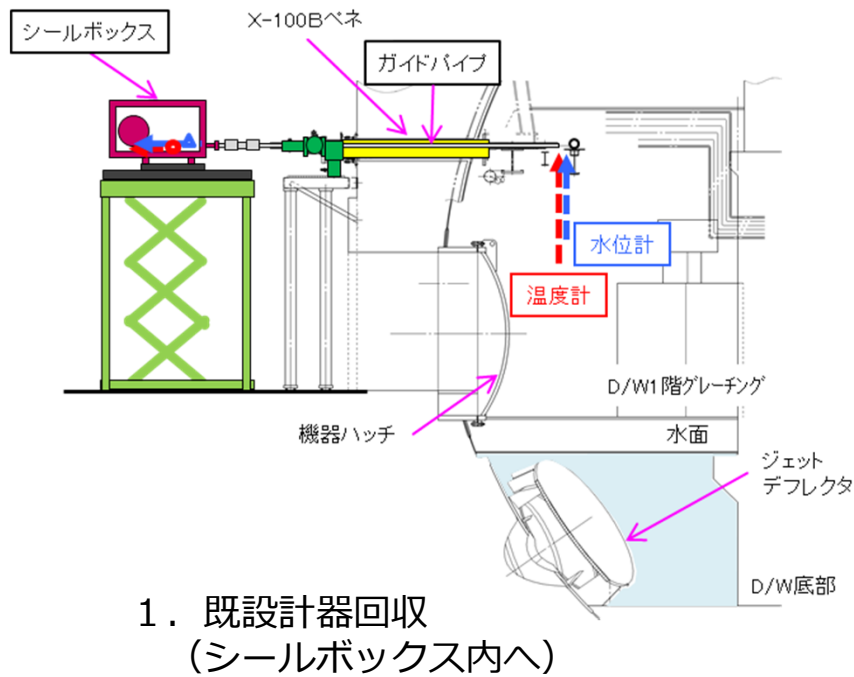 シールボックス
X-100Bペネ
ガイドパイプ
水位計
温度計
D/W1階グレーチング
機器ハッチ
水面
ジェット
デフレクタ
D/W底部
1．既設計器回収
（シールボックス内へ）